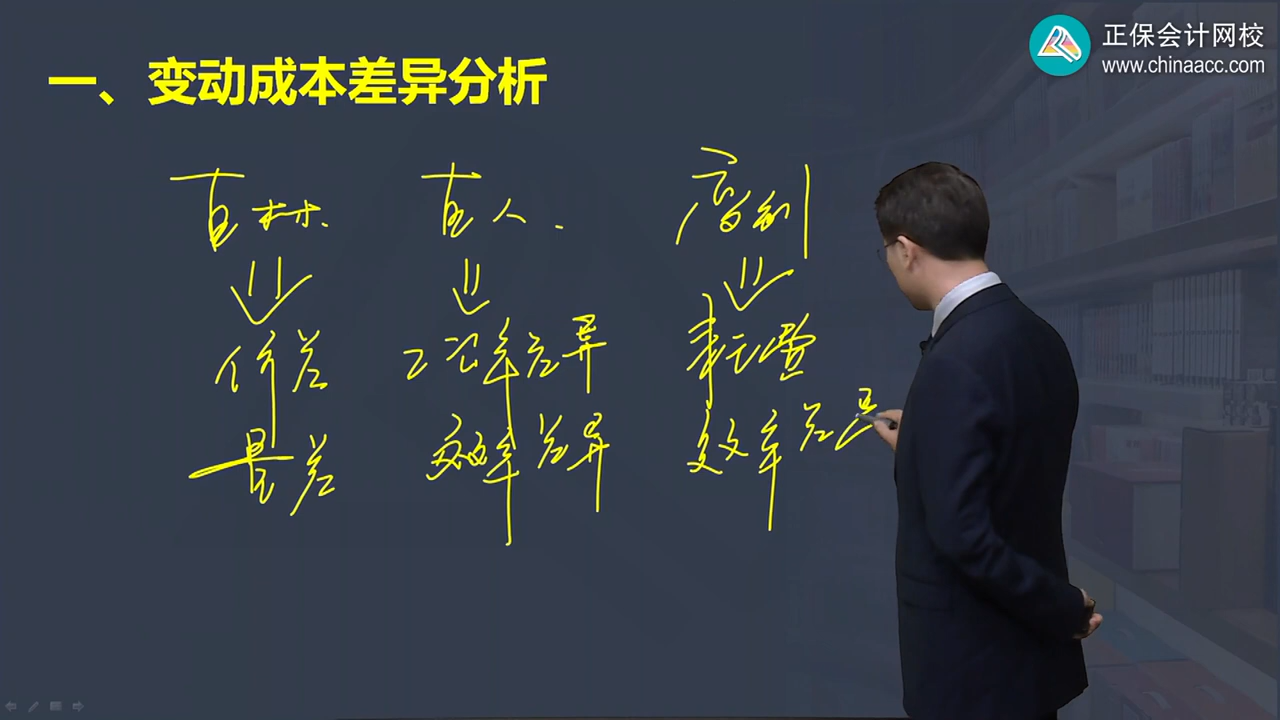 正保会计网校
www.chinaacc.com
一、变动成本差异分析
直材. 直人. 变制
价差 工资率差异 耗费
量差 效率差异 效率差异